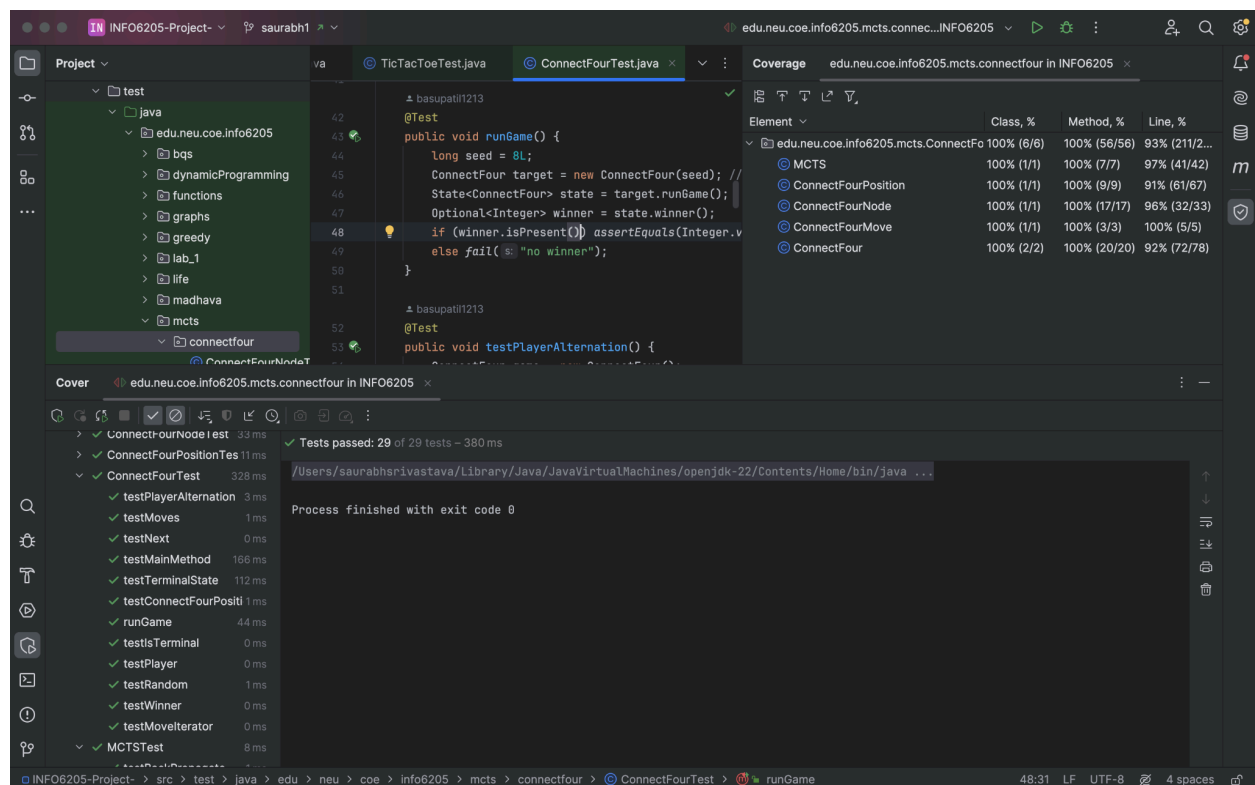 IN INFO6205-Project- saurabh1 edu.neu.coe.info6205.mcts.connec...INFO6205
Project
test
java
edu.neu.coe.info6205
bqs
dynamicProgramming
functions
graphs
greedy
lab_1
life
madhava
mcts
connectfour
ConnectFourNodeT
va TicTacToeTest.java ConnectFourTest.java
basupatil1213
42 @Test
43 public void runGame() {
44 long seed = 8L;
45 ConnectFour target = new ConnectFour(seed); //
46 State<ConnectFour> state = target.runGame();
47 Optional<Integer> winner = state.winner();
48 if (winner.isPresent()) assertEquals(Integer.v
49 else fail( s: "no winner");
50 }
51
basupatil1213
52 @Test
53 public void testPlayerAlternation() {
Coverage edu.neu.coe.info6205.mcts.connectfour in INFO6205
Element Class, % Method, % Line, %
edu.neu.coe.info6205.mcts.ConnectFo 100% (6/6) 100% (56/56) 93% (211/2...
MCTS 100% (1/1) 100% (7/7) 97% (41/42)
ConnectFourPosition 100% (1/1) 100% (9/9) 91% (61/67)
ConnectFourNode 100% (1/1) 100% (17/17) 96% (32/33)
ConnectFourMove 100% (1/1) 100% (3/3) 100% (5/5)
ConnectFour 100% (2/2) 100% (20/20) 92% (72/78)
m
Cover edu.neu.coe.info6205.mcts.connectfour in INFO6205
ConnectFourNodeTest 33 ms
ConnectFourPositionTes 11 ms
ConnectFourTest 328 ms
testPlayerAlternation 3 ms
testMoves 1 ms
testNext 0 ms
testMainMethod 166 ms
testTerminalState 112 ms
testConnectFourPositi 1 ms
runGame 44 ms
testIsTerminal 0 ms
testPlayer 0 ms
testRandom 1 ms
testWinner 0 ms
testMoveIterator 0 ms
MCTSTest 8 ms
Tests passed: 29 of 29 tests – 380 ms
/Users/saurabhsrivastava/Library/Java/JavaVirtualMachines/openjdk-22/Contents/Home/bin/java ...
Process finished with exit code 0
INFO6205-Project- > src > test > java > edu > neu > coe > info6205 > mcts > connectfour > ConnectFourTest > runGame 48:31 LF UTF-8 4 spaces